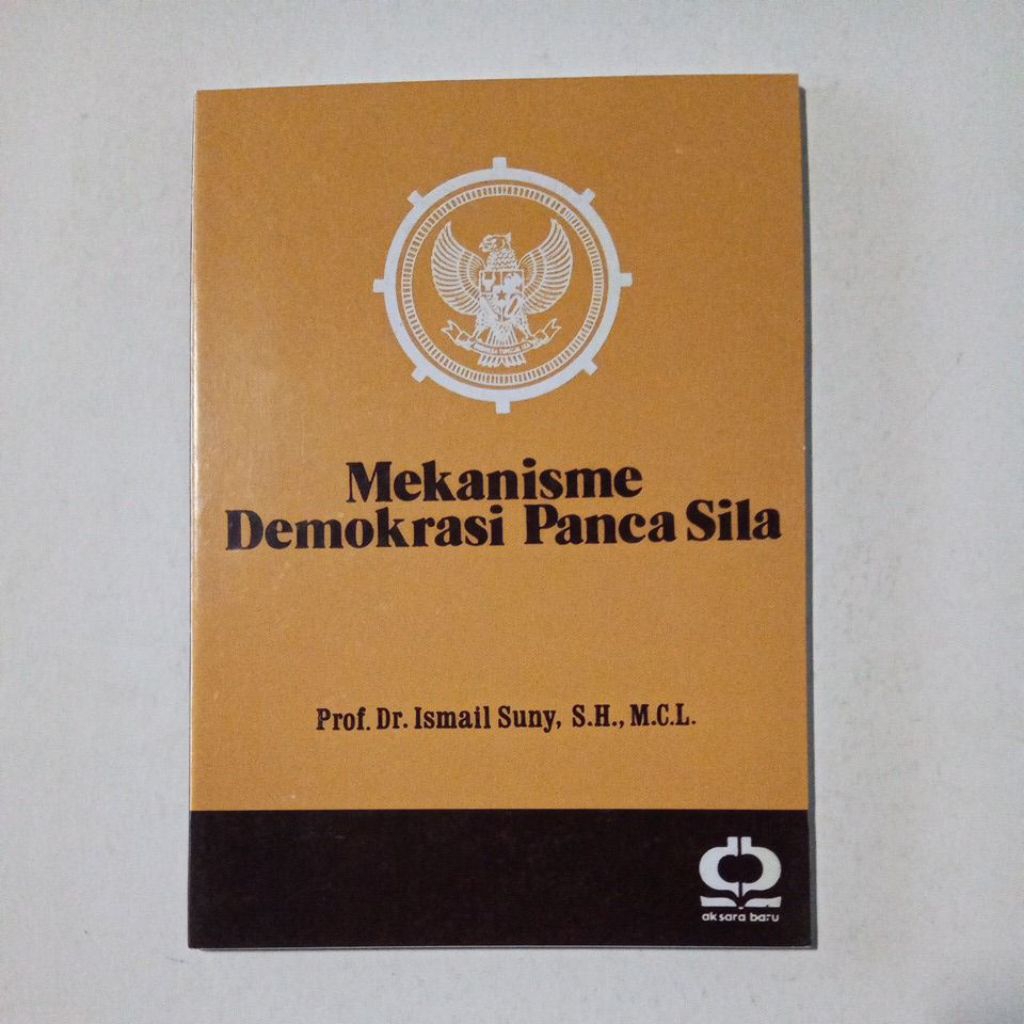 Mekanisme
Demokrasi Panca Sila
Prof. Dr. Ismail Suny, S.H., M.C.L.
aksara baru